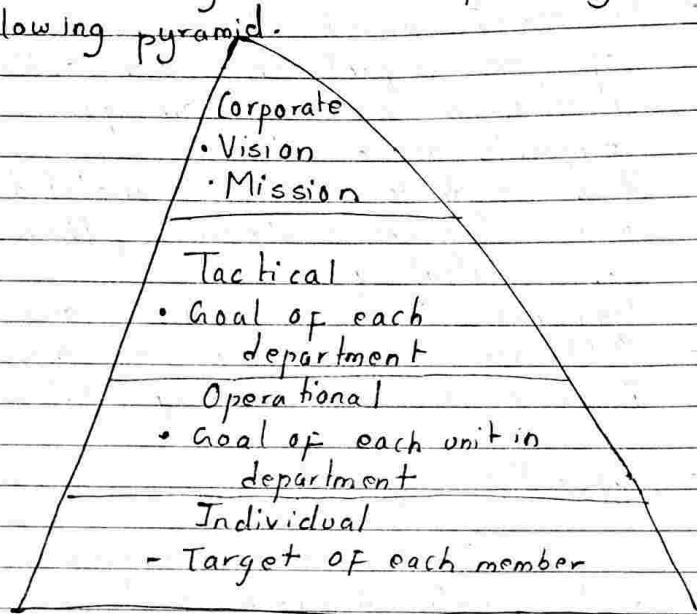 lowing pyramid.
Corporate
• Vision
• Mission
Tactical
• Goal of each
department
Operational
• Goal of each unit in
department
Individual
- Target of each member